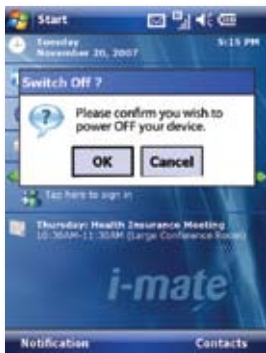 Start
Tuesday
November 20, 2007
5:15 PM
Switch Off ?
Please confirm you wish to
power OFF your device.
OK
Cancel
Tap here to sign in
Thursday: Health Insurance Meeting
10:30AM-11:30AM (Large Conference Room)
i-mate
Notification
Contacts